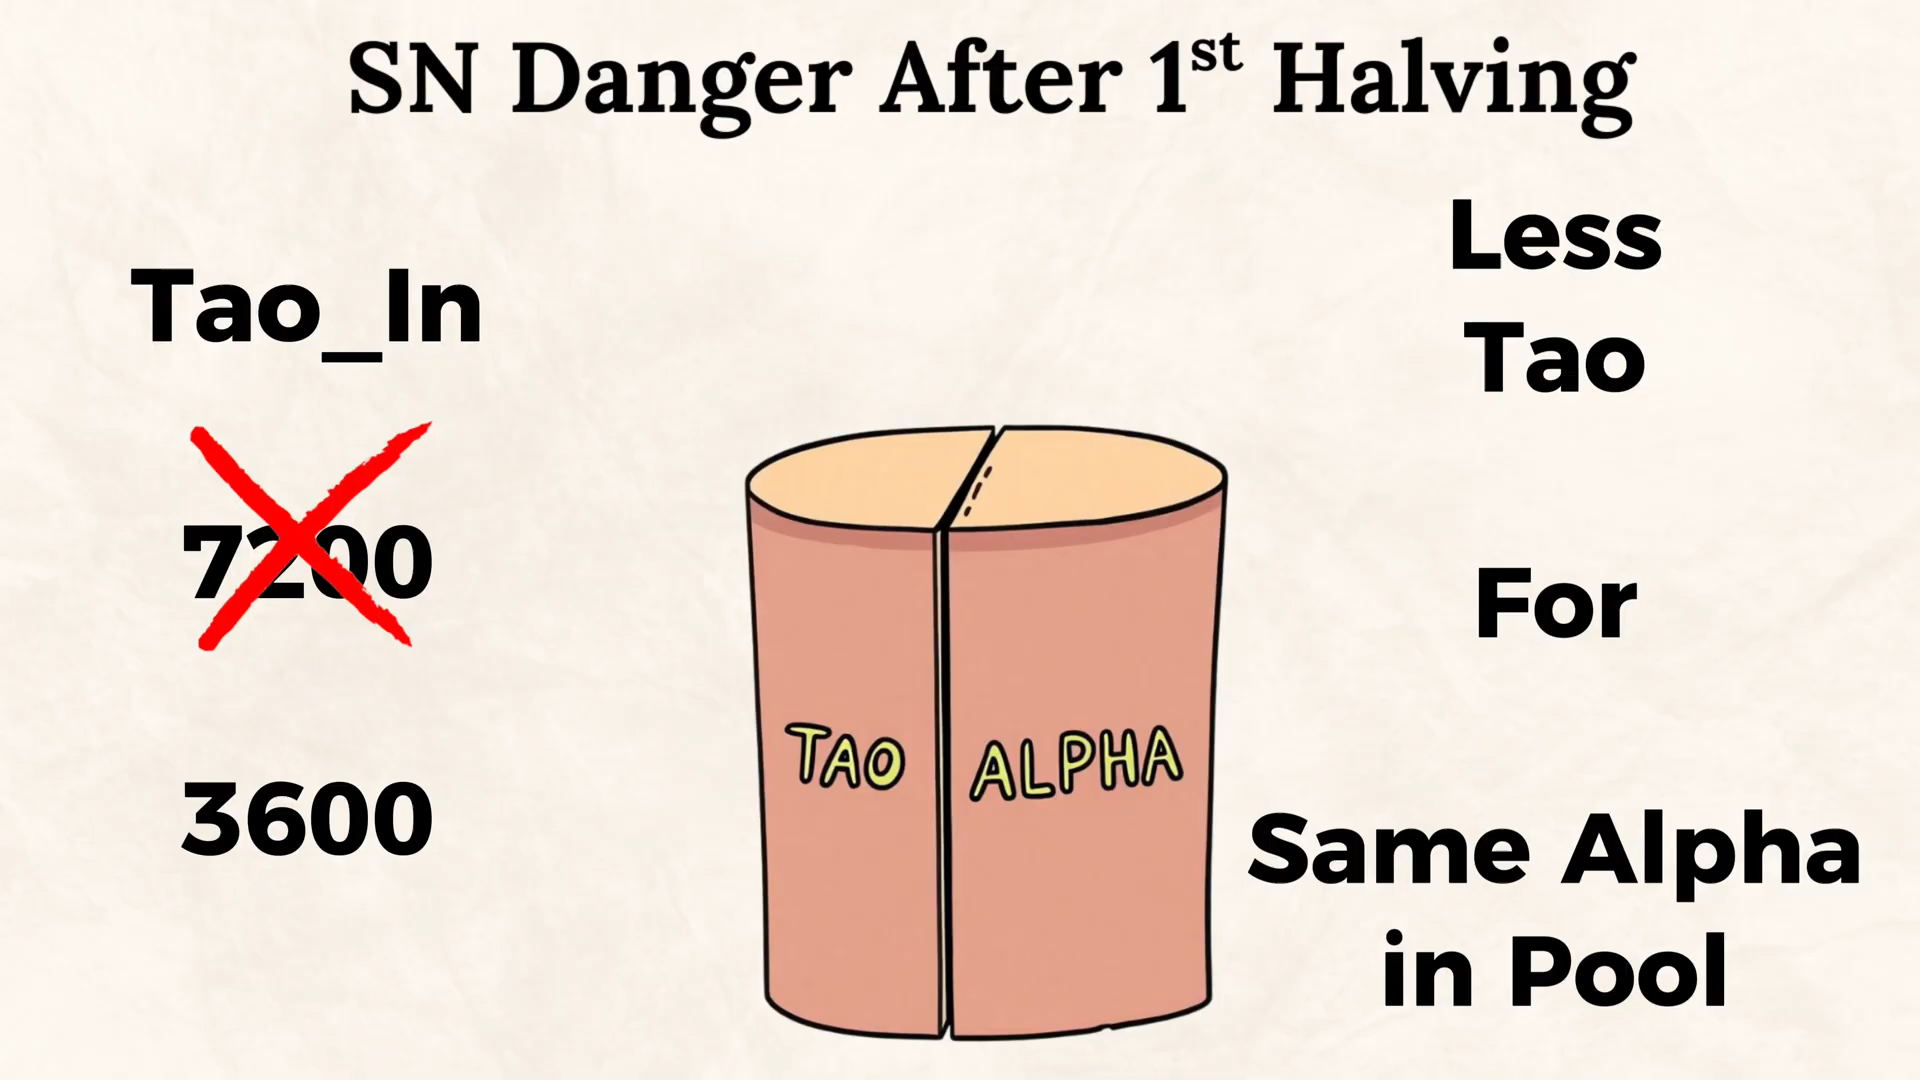 SN Danger After 1st Halving
Tao_In
7200
3600
TAO
ALPHA
Less
Tao
For
Same Alpha
in Pool